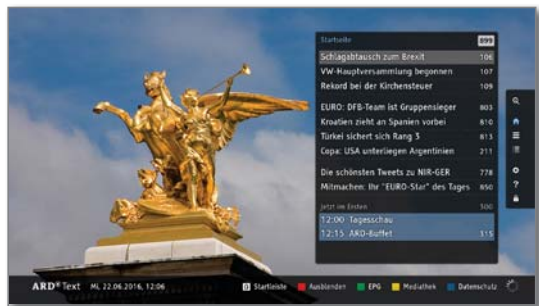 Startseite 899
Schlagabtausch zum Brexit 106
VW-Hauptversammlung begonnen 107
Rekord bei der Kirchensteuer 109
EURO: DFB-Team ist Gruppensieger 803
Kroatien zieht an Spanien vorbei 810
Türkei sichert sich Rang 3 813
Copa: USA unterliegen Argentinien 211
Die schönsten Tweets zu NIR-GER 778
Mitmachen: Ihr "EURO-Star" des Tages 850
Jetzt im Ersten 300
12:00 Tagesschau
12:15 ARD-Buffet 315
ARD Text Mi, 22.06.2016, 12:06 0 Startleiste Ausblenden EPG Mediathek Datenschutz